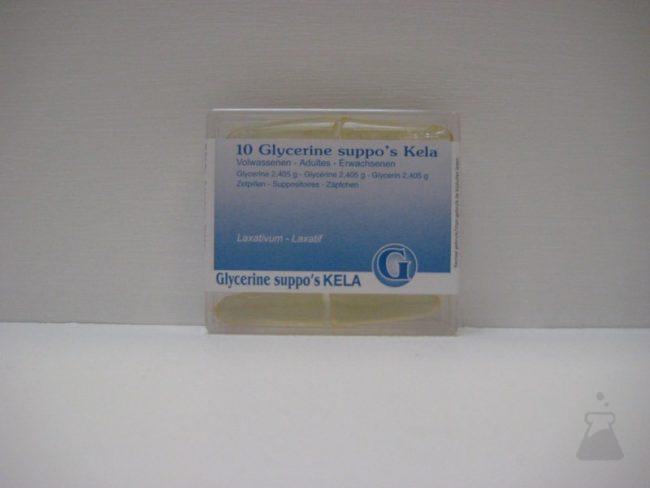 10 Glycerine suppo's Kela
Volwassenen - Adultes - Erwachsenen
Glycerine 2,405 g - Glycérine 2,405 g - Glycerin 2,405 g
Zetpillen - Suppositoires - Zäpfchen
Laxativum - Laxatif
G
Glycerine suppo's KELA